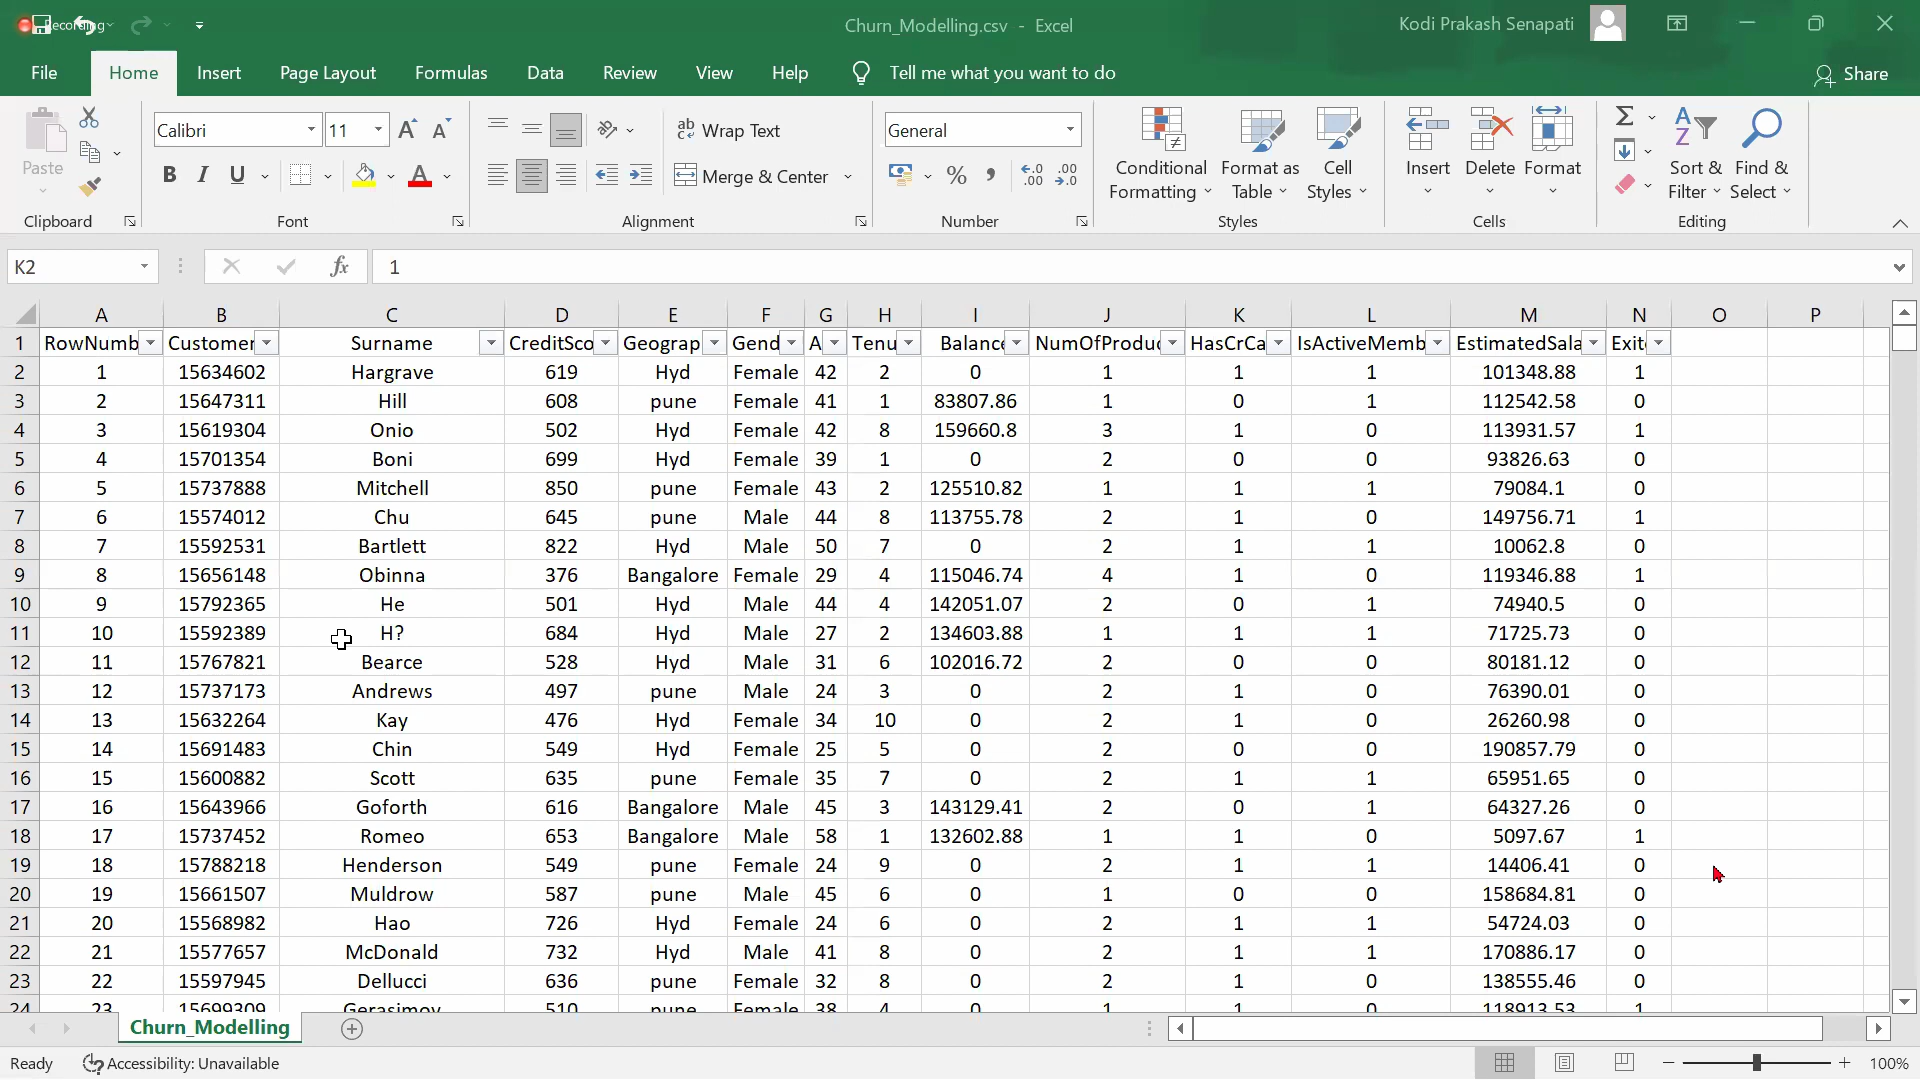 Recording
Churn_Modelling.csv - Excel
Kodi Prakash Senapati
File Home Insert Page Layout Formulas Data Review View Help Tell me what you want to do Share
Paste
Clipboard
Calibri 11
B I U
Font
Wrap Text
Merge & Center
Alignment
General
Number
Conditional Formatting
Format as Table
Cell Styles
Styles
Insert Delete Format
Cells
Sort & Filter
Find & Select
Editing
K2 fx 1
A B C D E F G H I J K L M N O P
1 RowNumb Customer Surname CreditSco Geograp Gend A Tenu Balance NumOfProduc HasCrCa IsActiveMemb EstimatedSala Exite
2 1 15634602 Hargrave 619 Hyd Female 42 2 0 1 1 1 101348.88 1
3 2 15647311 Hill 608 pune Female 41 1 83807.86 1 0 1 112542.58 0
4 3 15619304 Onio 502 Hyd Female 42 8 159660.8 3 1 0 113931.57 1
5 4 15701354 Boni 699 Hyd Female 39 1 0 2 0 0 93826.63 0
6 5 15737888 Mitchell 850 pune Female 43 2 125510.82 1 1 1 79084.1 0
7 6 15574012 Chu 645 pune Male 44 8 113755.78 2 1 0 149756.71 1
8 7 15592531 Bartlett 822 Hyd Male 50 7 0 2 1 1 10062.8 0
9 8 15656148 Obinna 376 Bangalore Female 29 4 115046.74 4 1 0 119346.88 1
10 9 15792365 He 501 Hyd Male 44 4 142051.07 2 0 1 74940.5 0
11 10 15592389 H? 684 Hyd Male 27 2 134603.88 1 1 1 71725.73 0
12 11 15767821 Bearce 528 Hyd Male 31 6 102016.72 2 0 0 80181.12 0
13 12 15737173 Andrews 497 pune Male 24 3 0 2 1 0 76390.01 0
14 13 15632264 Kay 476 Hyd Female 34 10 0 2 1 0 26260.98 0
15 14 15691483 Chin 549 Hyd Female 25 5 0 2 0 0 190857.79 0
16 15 15600882 Scott 635 pune Female 35 7 0 2 1 1 65951.65 0
17 16 15643966 Goforth 616 Bangalore Male 45 3 143129.41 2 0 1 64327.26 0
18 17 15737452 Romeo 653 Bangalore Male 58 1 132602.88 1 1 0 5097.67 1
19 18 15788218 Henderson 549 pune Female 24 9 0 2 1 1 14406.41 0
20 19 15661507 Muldrow 587 pune Male 45 6 0 1 0 0 158684.81 0
21 20 15568982 Hao 726 Hyd Female 24 6 0 2 1 1 54724.03 0
22 21 15577657 McDonald 732 Hyd Male 41 8 0 2 1 1 170886.17 0
23 22 15597945 Dellucci 636 pune Female 32 8 0 2 1 0 138555.46 0
24 23 15699309 Gerasimov 510 pune Female 38 4 0 1 1 0 118913.53 1
Churn_Modelling
Ready Accessibility: Unavailable 100%